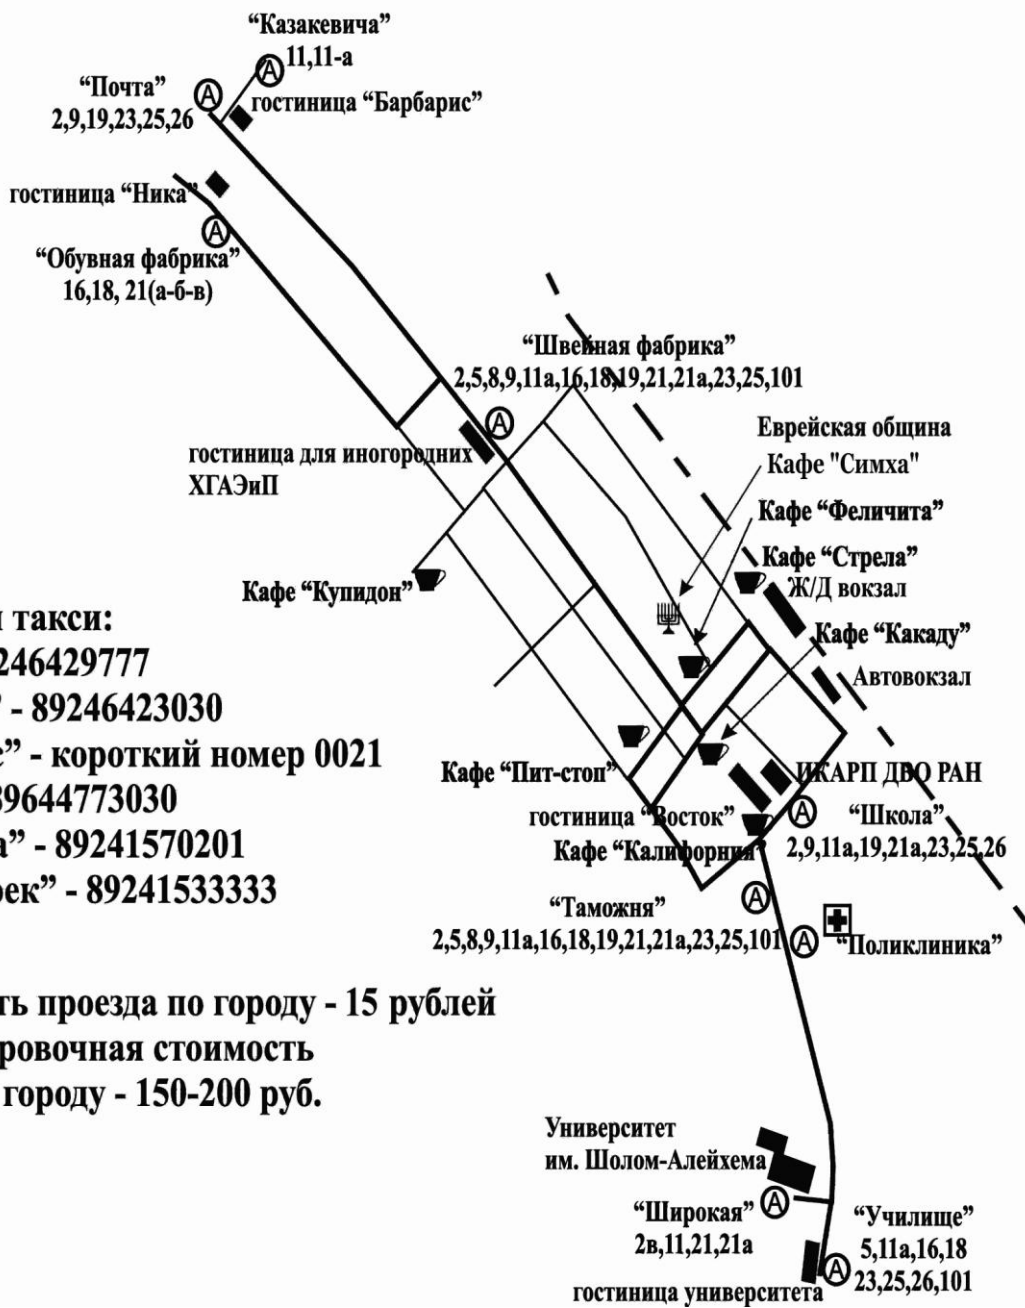 “Казакевича”
11,11-а
“Почта”
2,9,19,23,25,26
А
А
гостиница “Барбарис”
гостиница “Ника”
А
“Обувная фабрика”
16,18, 21(а-б-в)
“Швейная фабрика”
2,5,8,9,11а,16,18,19,21,21а,23,25,101
А
гостиница для иногородних
ХГАЭиП
Еврейская община
Кафе "Симха"
Кафе “Феличита”
Кафе “Стрела”
Ж/Д вокзал
Кафе “Купидон”
Кафе “Какаду”
Автовокзал
такси:
246429777
- 89246423030
- короткий номер 0021
89644773030
- 89241570201
- 89241533333
Кафе “Пит-стоп”
ИКАРП ДВО РАН
гостиница “Восток”
Кафе “Калифорния”
А
“Школа”
2,9,11а,19,21а,23,25,26
“Таможня”
2,5,8,9,11а,16,18,19,21,21а,23,25,101
А
А
“Поликлиника”
проезда по городу - 15 рублей
стоимость
городу - 150-200 руб.
Университет
им. Шолом-Алейхема
“Широкая”
2в,11,21,21а
А
“Училище”
5,11а,16,18
23,25,26,101
А
гостиница университета